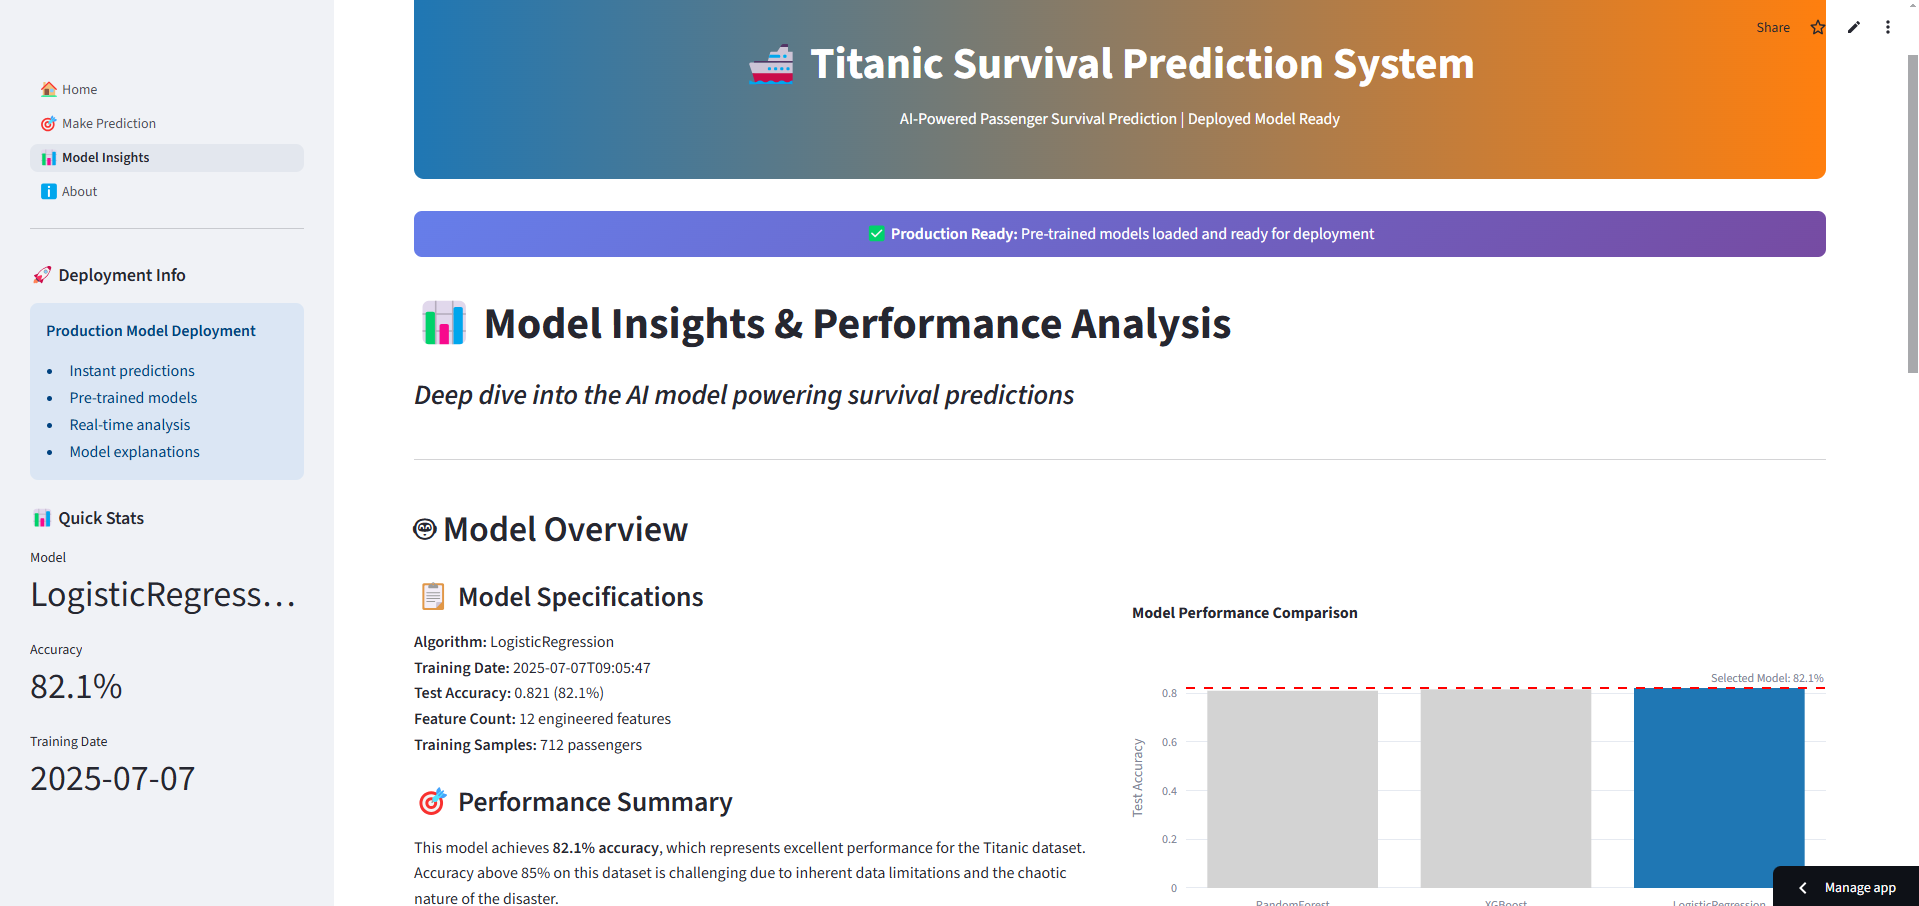 Share
Home
Make Prediction
Model Insights
About
Deployment Info
Production Model Deployment
Instant predictions
Pre-trained models
Real-time analysis
Model explanations
Quick Stats
Model
LogisticRegress...
Accuracy
82.1%
Training Date
2025-07-07
Titanic Survival Prediction System
AI-Powered Passenger Survival Prediction | Deployed Model Ready
Production Ready: Pre-trained models loaded and ready for deployment
Model Insights & Performance Analysis
Deep dive into the AI model powering survival predictions
Model Overview
Model Specifications
Algorithm: LogisticRegression
Training Date: 2025-07-07T09:05:47
Test Accuracy: 0.821 (82.1%)
Feature Count: 12 engineered features
Training Samples: 712 passengers
Performance Summary
This model achieves 82.1% accuracy, which represents excellent performance for the Titanic dataset.
Accuracy above 85% on this dataset is challenging due to inherent data limitations and the chaotic
nature of the disaster.
Model Performance Comparison
Selected Model: 82.1%
Test Accuracy
0.8
0.6
0.4
0.2
0
RandomForest
XGBoost
LogisticRegression
Manage app